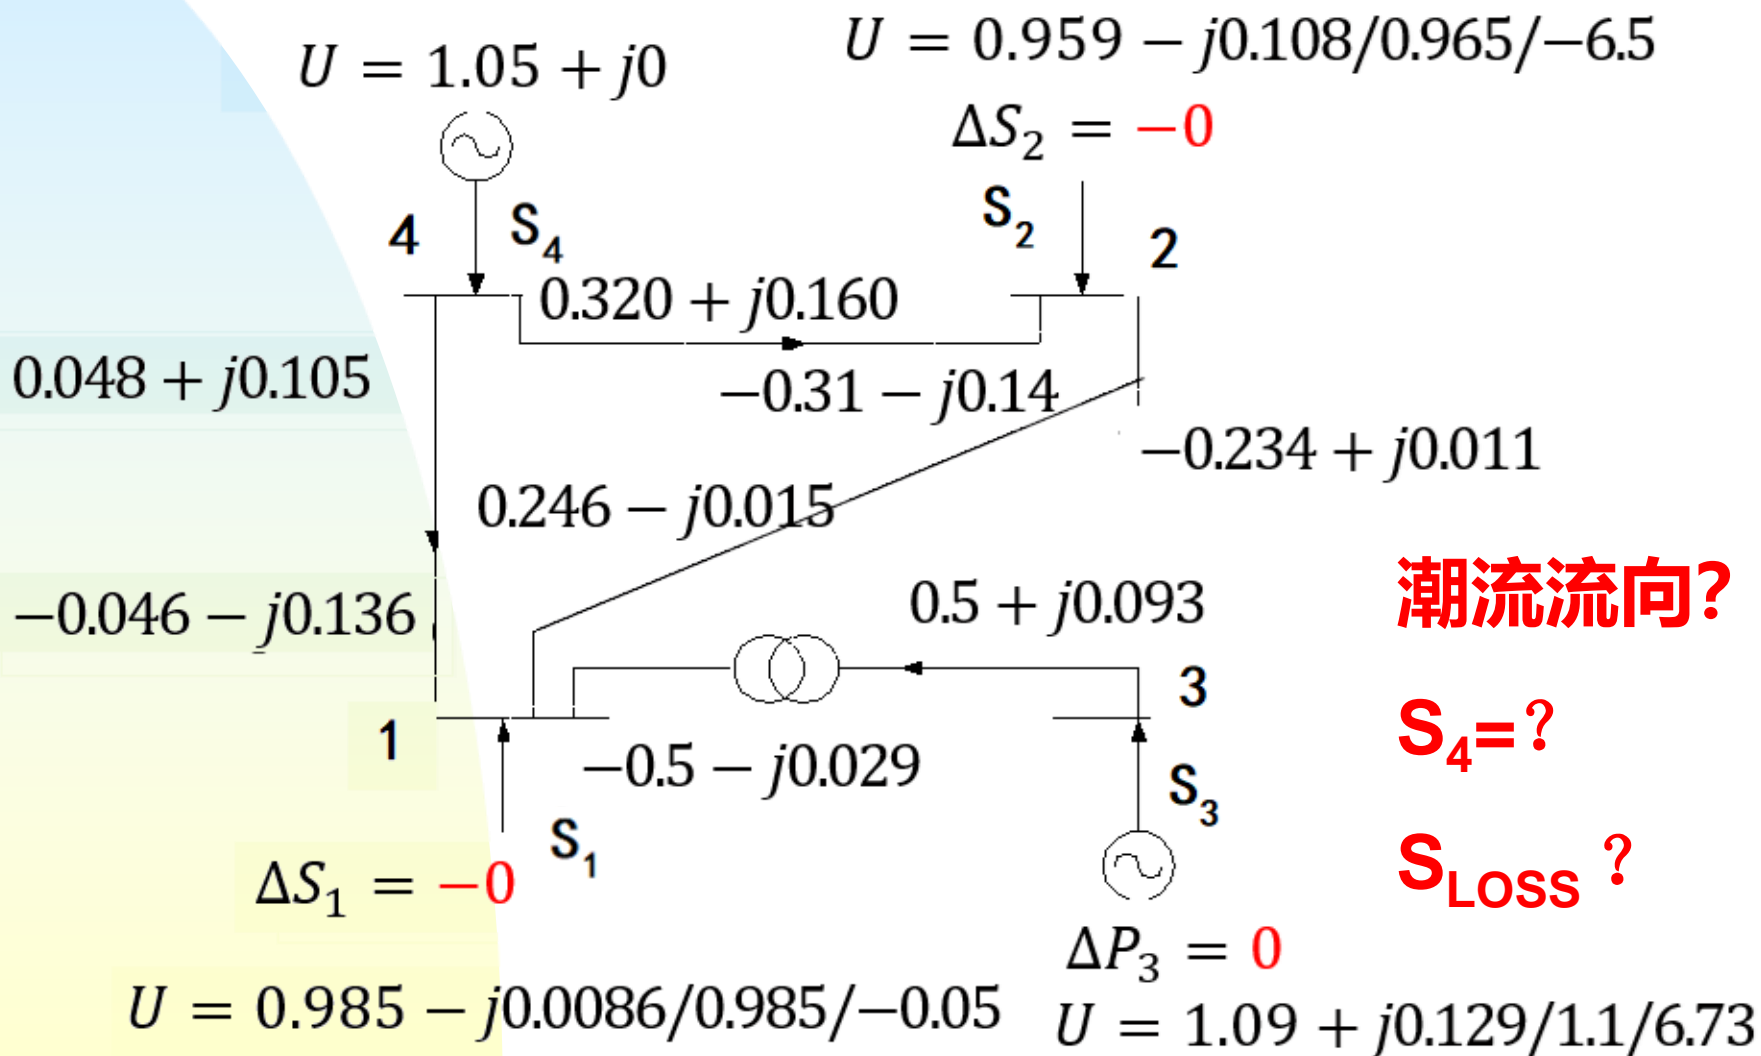 U = 1.05 + j0
U = 0.959 − j0.108/0.965/−6.5
ΔS₂ = −0
4
S₄
S₂
2
0.320 + j0.160
0.048 + j0.105
−0.31 − j0.14
−0.234 + j0.011
0.246 − j0.015
潮流流向?
−0.046 − j0.136
0.5 + j0.093
3
S₄=?
1
−0.5 − j0.029
S₃
S₁
S_LOSS ?
ΔS₁ = −0
ΔP₃ = 0
U = 0.985 − j0.0086/0.985/−0.05
U = 1.09 + j0.129/1.1/6.73